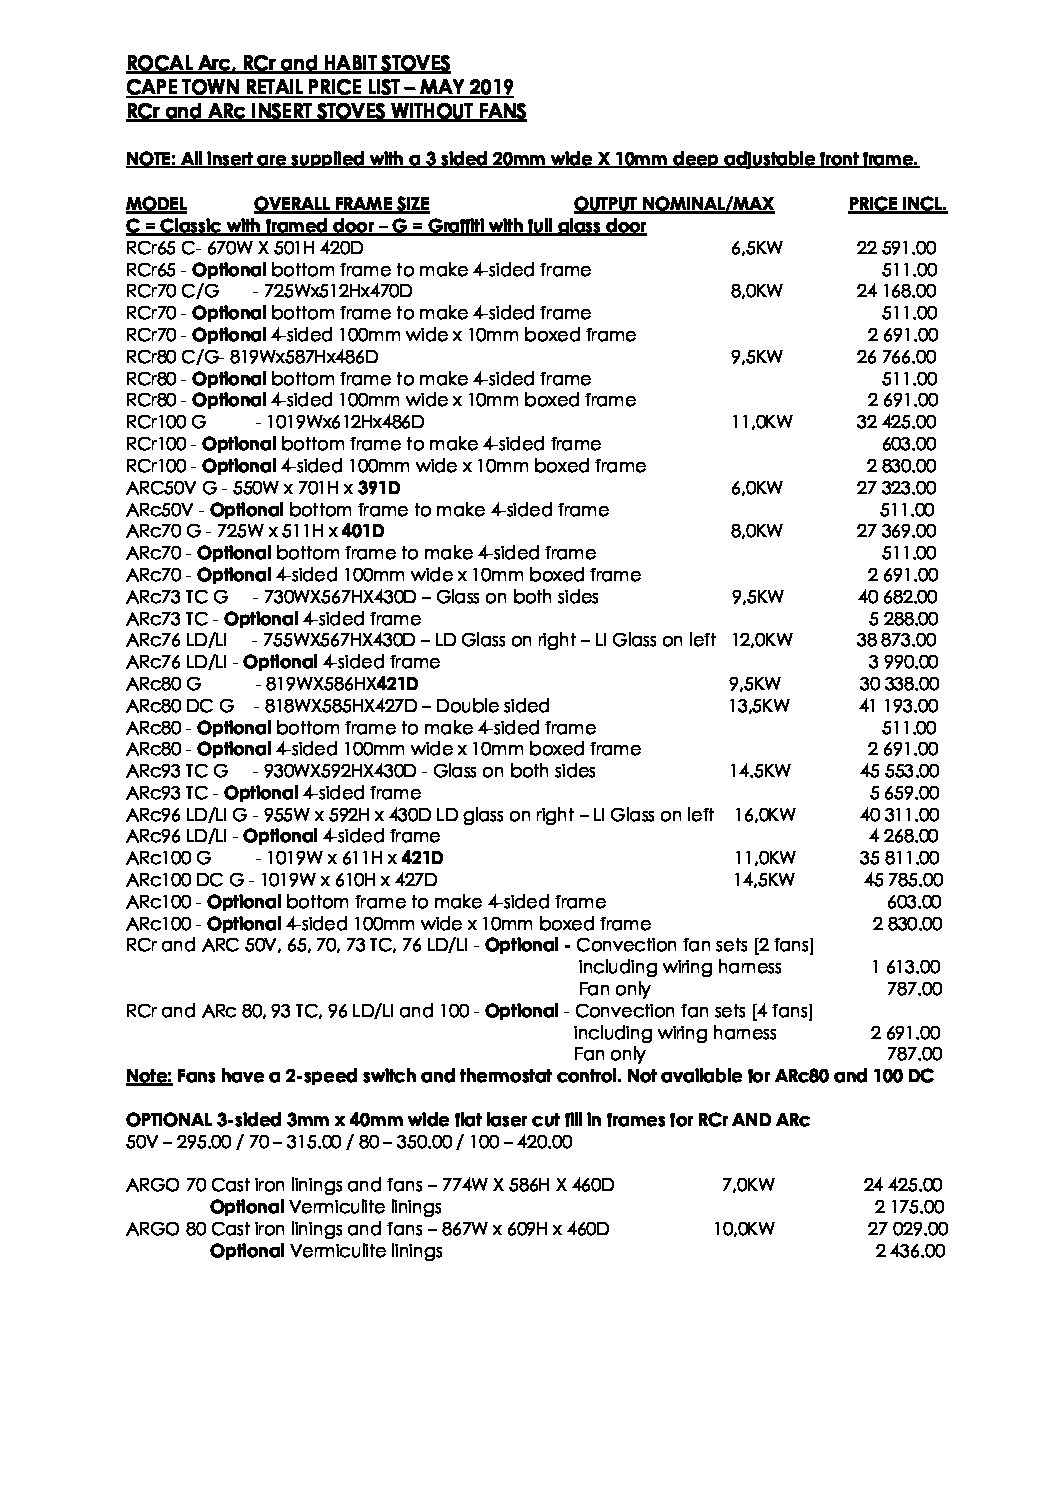 ROCAL Arc, RCr and HABIT STOVES
CAPE TOWN RETAIL PRICE LIST – MAY 2019
RCr and ARc INSERT STOVES WITHOUT FANS
NOTE: All insert are supplied with a 3 sided 20mm wide X 10mm deep adjustable front frame.
MODEL OVERALL FRAME SIZE OUTPUT NOMINAL/MAX PRICE INCL.
C = Classic with framed door – G = Graffiti with full glass door
RCr65 C- 670W X 501H 420D 6,5KW 22 591.00
RCr65 - Optional bottom frame to make 4-sided frame 511.00
RCr70 C/G - 725Wx512Hx470D 8,0KW 24 168.00
RCr70 - Optional bottom frame to make 4-sided frame 511.00
RCr70 - Optional 4-sided 100mm wide x 10mm boxed frame 2 691.00
RCr80 C/G- 819Wx587Hx486D 9,5KW 26 766.00
RCr80 - Optional bottom frame to make 4-sided frame 511.00
RCr80 - Optional 4-sided 100mm wide x 10mm boxed frame 2 691.00
RCr100 G - 1019Wx612Hx486D 11,0KW 32 425.00
RCr100 - Optional bottom frame to make 4-sided frame 603.00
RCr100 - Optional 4-sided 100mm wide x 10mm boxed frame 2 830.00
ARC50V G - 550W x 701H x 391D 6,0KW 27 323.00
ARc50V - Optional bottom frame to make 4-sided frame 511.00
ARc70 G - 725W x 511H x 401D 8,0KW 27 369.00
ARc70 - Optional bottom frame to make 4-sided frame 511.00
ARc70 - Optional 4-sided 100mm wide x 10mm boxed frame 2 691.00
ARc73 TC G - 730WX567HX430D – Glass on both sides 9,5KW 40 682.00
ARc73 TC - Optional 4-sided frame 5 288.00
ARc76 LD/LI - 755WX567HX430D – LD Glass on right – LI Glass on left 12,0KW 38 873.00
ARc76 LD/LI - Optional 4-sided frame 3 990.00
ARc80 G - 819WX586HX421D 9,5KW 30 338.00
ARc80 DC G - 818WX585HX427D – Double sided 13,5KW 41 193.00
ARc80 - Optional bottom frame to make 4-sided frame 511.00
ARc80 - Optional 4-sided 100mm wide x 10mm boxed frame 2 691.00
ARc93 TC G - 930WX592HX430D - Glass on both sides 14.5KW 45 553.00
ARc93 TC - Optional 4-sided frame 5 659.00
ARc96 LD/LI G - 955W x 592H x 430D LD glass on right – LI Glass on left 16,0KW 40 311.00
ARc96 LD/LI - Optional 4-sided frame 4 268.00
ARc100 G - 1019W x 611H x 421D 11,0KW 35 811.00
ARc100 DC G - 1019W x 610H x 427D 14,5KW 45 785.00
ARc100 - Optional bottom frame to make 4-sided frame 603.00
ARc100 - Optional 4-sided 100mm wide x 10mm boxed frame 2 830.00
RCr and ARC 50V, 65, 70, 73 TC, 76 LD/LI - Optional - Convection fan sets [2 fans]
including wiring harness 1 613.00
Fan only 787.00
RCr and ARc 80, 93 TC, 96 LD/LI and 100 - Optional - Convection fan sets [4 fans]
including wiring harness 2 691.00
Fan only 787.00
Note: Fans have a 2-speed switch and thermostat control. Not available for ARc80 and 100 DC
OPTIONAL 3-sided 3mm x 40mm wide flat laser cut fill in frames for RCr AND ARc
50V – 295.00 / 70 – 315.00 / 80 – 350.00 / 100 – 420.00
ARGO 70 Cast iron linings and fans – 774W X 586H X 460D 7,0KW 24 425.00
Optional Vermiculite linings 2 175.00
ARGO 80 Cast iron linings and fans – 867W x 609H x 460D 10,0KW 27 029.00
Optional Vermiculite linings 2 436.00